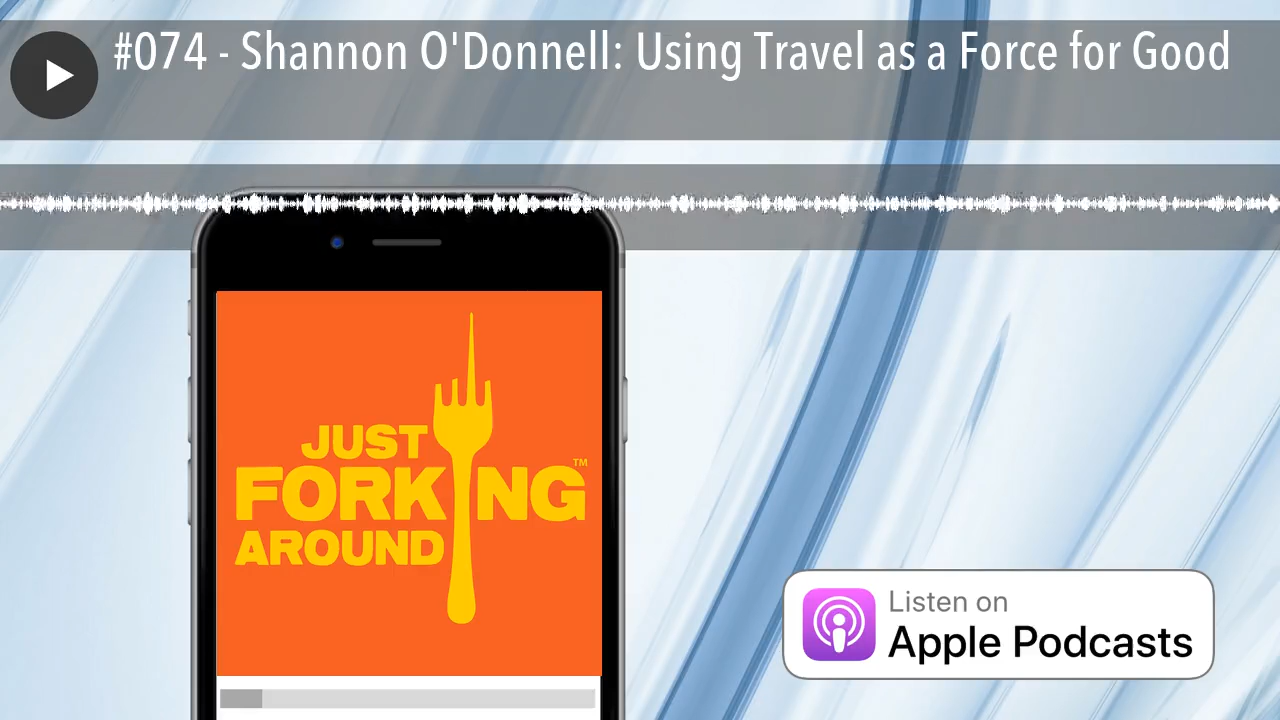 #074 - Shannon O'Donnell: Using Travel as a Force for Good
JUST
FORKING
TM
AROUND
Listen on
Apple Podcasts